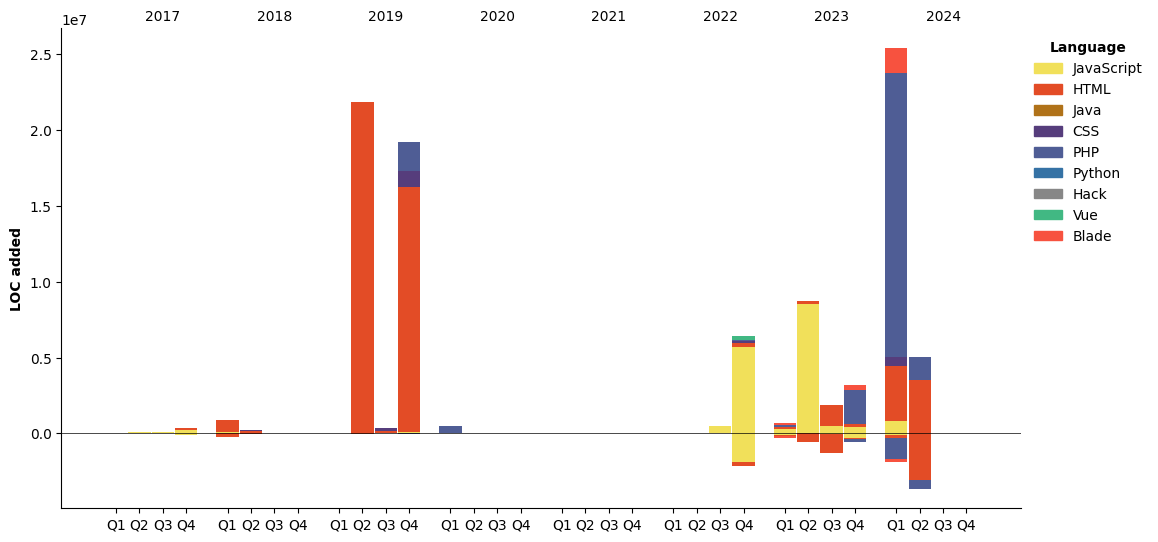 2017 2018 2019 2020 2021 2022 2023 2024
1e7
2.5
2.0
1.5
1.0
0.5
0.0
LOC added
Q1 Q2 Q3 Q4 Q1 Q2 Q3 Q4 Q1 Q2 Q3 Q4 Q1 Q2 Q3 Q4 Q1 Q2 Q3 Q4 Q1 Q2 Q3 Q4 Q1 Q2 Q3 Q4 Q1 Q2 Q3 Q4
Language
JavaScript
HTML
Java
CSS
PHP
Python
Hack
Vue
Blade